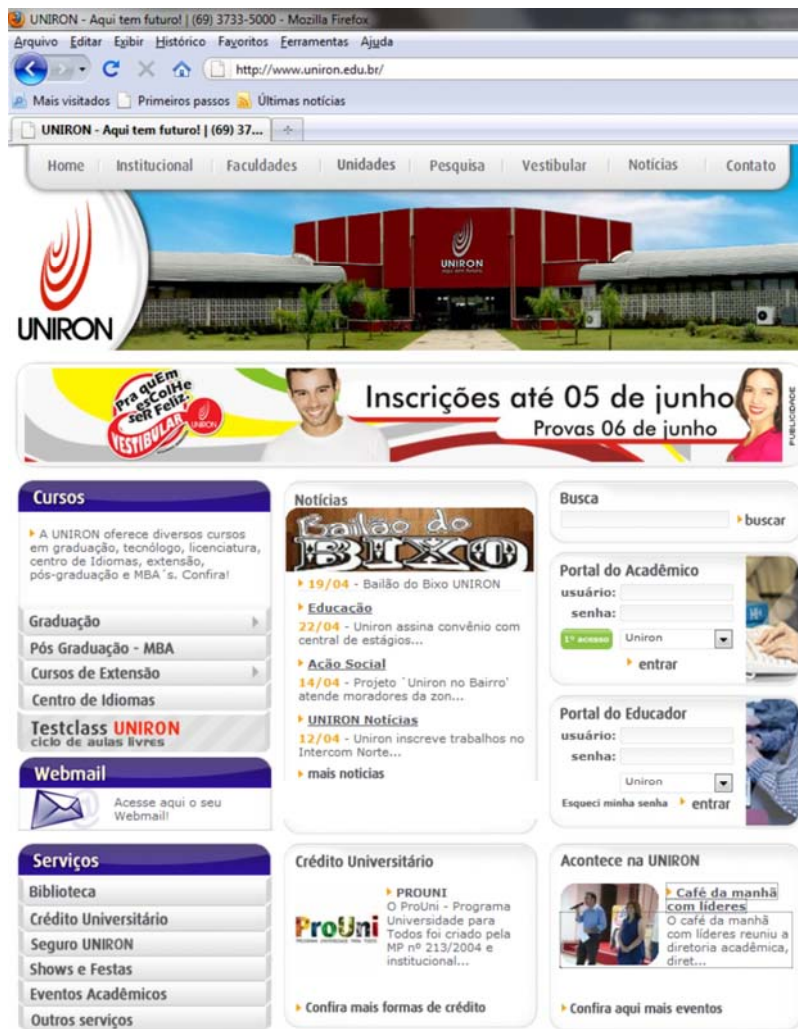 UNIRON - Aqui tem futuro! | (69) 3733-5000 - Mozilla Firefox
Arquivo Editar Exibir Histórico Favoritos Ferramentas Ajuda
http://www.uniron.edu.br/
Mais visitados Primeiros passos Últimas notícias
UNIRON - Aqui tem futuro! | (69) 37...
Home Institucional Faculdades Unidades Pesquisa Vestibular Notícias Contato
UNIRON
UNIRON
Pra quEm
esColHe
seR Feliz.
VESTIBULAR
UNIRON
Inscrições até 05 de junho
Provas 06 de junho
PUBLICIDADE
Cursos
A UNIRON oferece diversos cursos
em graduação, tecnólogo, licenciatura,
centro de Idiomas, extensão,
pós-graduação e MBA´s. Confira!
Graduação
Pós Graduação - MBA
Cursos de Extensão
Centro de Idiomas
Testclass UNIRON
ciclo de aulas livres
Webmail
Acesse aqui o seu
Webmail!
Serviços
Biblioteca
Crédito Universitário
Seguro UNIRON
Shows e Festas
Eventos Acadêmicos
Outros serviços
Notícias
Bailão do
BIXO
19/04 - Bailão do Bixo UNIRON
Educação
22/04 - Uniron assina convênio com
central de estágios...
Ação Social
14/04 - Projeto ´Uniron no Bairro'
atende moradores da zon...
UNIRON Notícias
12/04 - Uniron inscreve trabalhos no
Intercom Norte...
mais noticias
Crédito Universitário
ProUni
PROUNI
O ProUni - Programa
Universidade para
Todos foi criado pela
MP nº 213/2004 e
institucional...
Confira mais formas de crédito
Busca
buscar
Portal do Acadêmico
usuário:
senha:
1º acesso Uniron
entrar
Portal do Educador
usuário:
senha:
Uniron
Esqueci minha senha entrar
Acontece na UNIRON
Café da manhã
com líderes
O café da manhã
com líderes reuniu a
diretoria acadêmica,
diret...
Confira aqui mais eventos